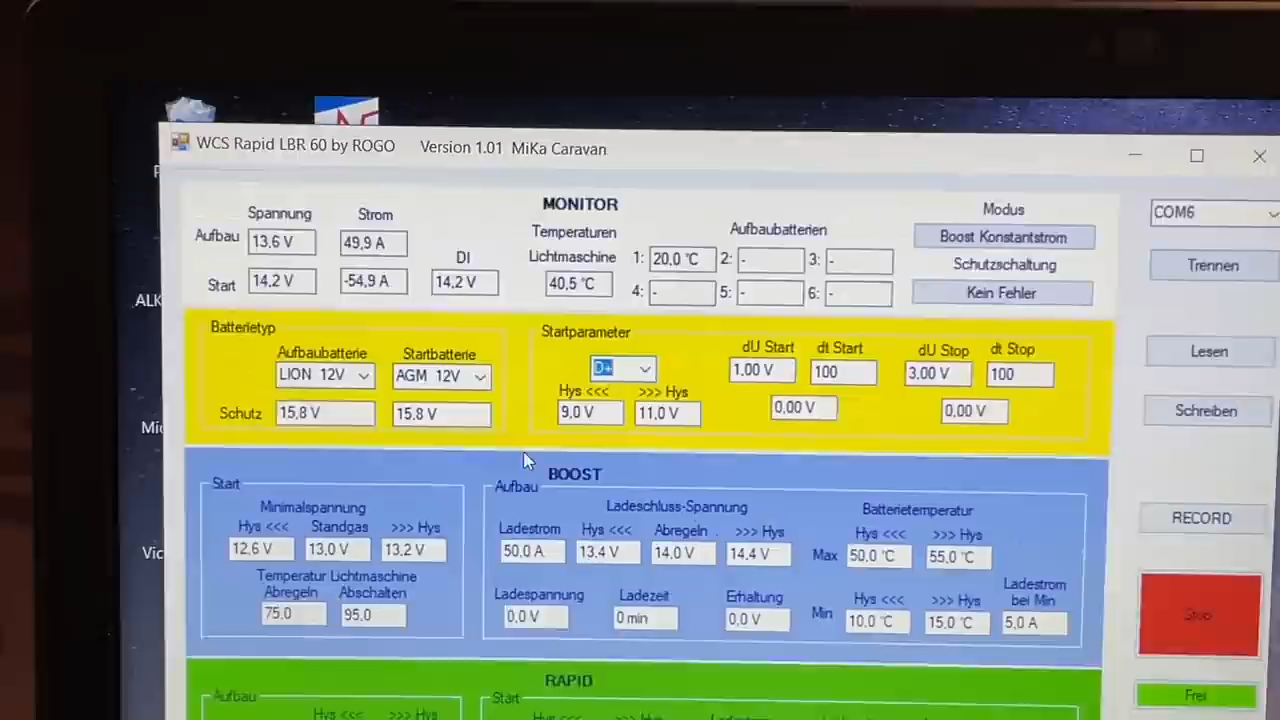 WCS Rapid LBR 60 by ROGO Version 1.01 MiKa Caravan
MONITOR
Spannung Strom
Aufbau 13,6 V 49,9 A
DI
Start 14,2 V -54,9 A 14,2 V
Temperaturen
Lichtmaschine
40,5 °C
Aufbaubatterien
1: 20,0 °C 2: - 3: -
4: - 5: - 6: -
Modus
Boost Konstantstrom
Schutzschaltung
Kein Fehler
COM6
Trennen
Lesen
Schreiben
RECORD
Stop
Frei
Batterietyp
Aufbaubatterie Startbatterie
LION 12V AGM 12V
Schutz 15,8 V 15,8 V
Startparameter
D+
Hys <<< >>> Hys
9,0 V 11,0 V
dU Start dt Start dU Stop dt Stop
1,00 V 100 3,00 V 100
0,00 V 0,00 V
BOOST
Start
Minimalspannung
Hys <<< Standgas >>> Hys
12,6 V 13,0 V 13,2 V
Temperatur Lichtmaschine
Abregeln Abschalten
75,0 95,0
Aufbau
Ladeschluss-Spannung
Ladestrom Hys <<< Abregeln >>> Hys
50,0 A 13,4 V 14,0 V 14,4 V
Ladespannung Ladezeit Erhaltung
0,0 V 0 min 0,0 V
Batterietemperatur
Hys <<< >>> Hys
Max 50,0 °C 55,0 °C
Ladestrom
bei Min
Hys <<< >>> Hys
Min 10,0 °C 15,0 °C 5,0 A
RAPID
Aufbau
Hys <<< >>> Hys
Start
Hys <<< >>> Hys
.ALK